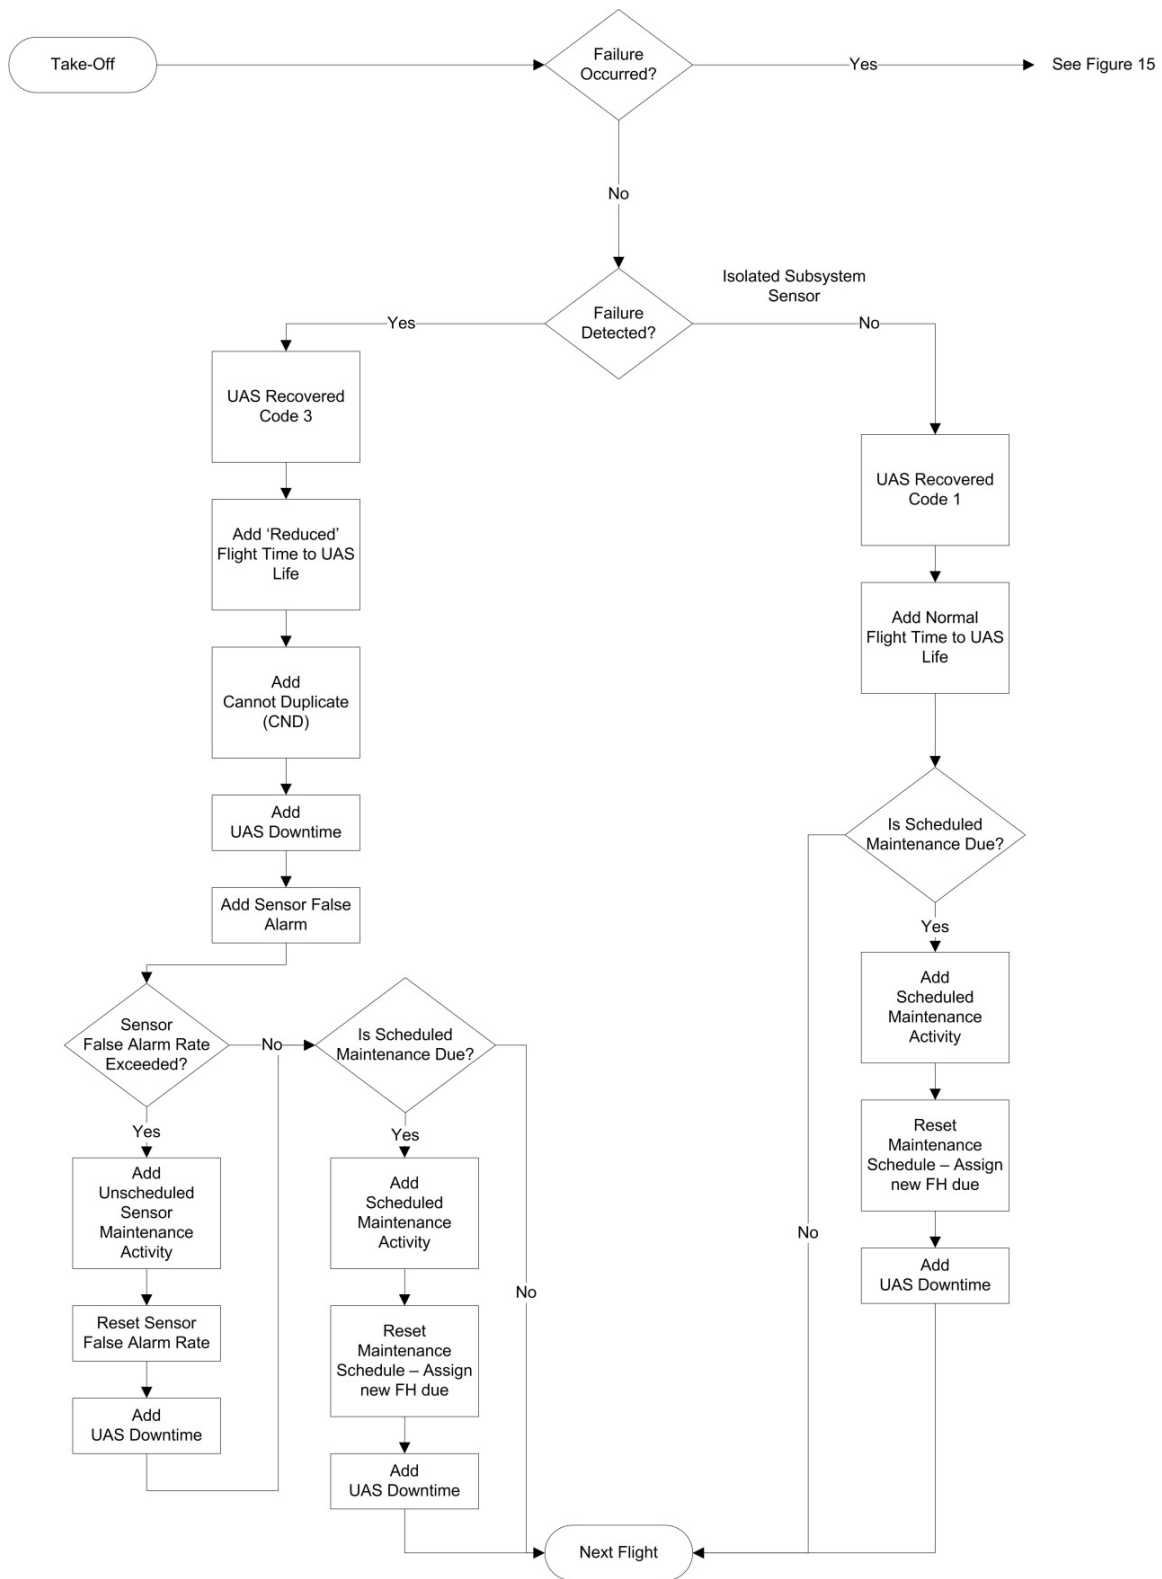 Take-Off
Failure
Occurred?
Yes
See Figure 15
No
Isolated Subsystem
Sensor
Failure
Detected?
Yes
No
UAS Recovered
Code 3
Add ‘Reduced’
Flight Time to UAS
Life
Add
Cannot Duplicate
(CND)
Add
UAS Downtime
Add Sensor False
Alarm
Sensor
False Alarm Rate
Exceeded?
No
Yes
Add
Unscheduled
Sensor
Maintenance
Activity
Reset Sensor
False Alarm Rate
Add
UAS Downtime
Is Scheduled
Maintenance Due?
Yes
No
Add
Scheduled
Maintenance
Activity
Reset
Maintenance
Schedule – Assign
new FH due
Add
UAS Downtime
UAS Recovered
Code 1
Add Normal
Flight Time to UAS
Life
Is Scheduled
Maintenance Due?
Yes
No
Add
Scheduled
Maintenance
Activity
Reset
Maintenance
Schedule – Assign
new FH due
Add
UAS Downtime
Next Flight